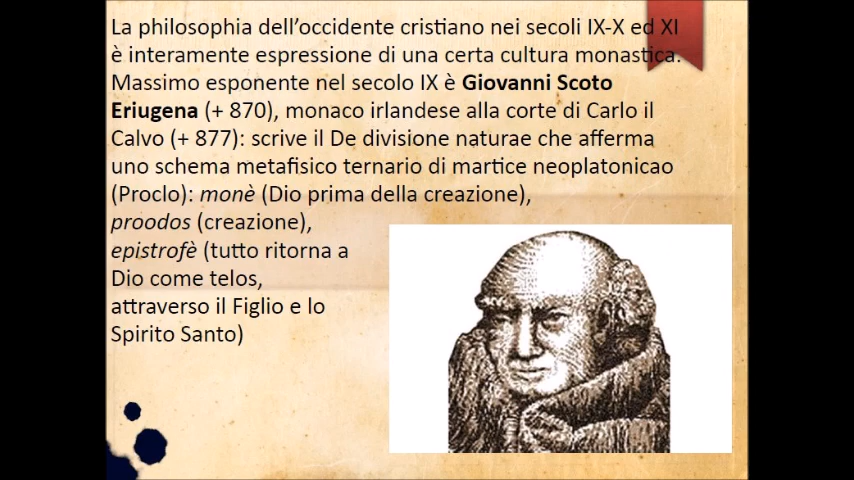 La philosophia dell'occidente cristiano nei secoli IX-X ed XI
è interamente espressione di una certa cultura monastica.
Massimo esponente nel secolo IX è Giovanni Scoto
Eriugena (+ 870), monaco irlandese alla corte di Carlo il
Calvo (+ 877): scrive il De divisione naturae che afferma
uno schema metafisico ternario di martice neoplatonicao
(Proclo): monè (Dio prima della creazione),
proodos (creazione),
epistrofè (tutto ritorna a
Dio come telos,
attraverso il Figlio e lo
Spirito Santo)